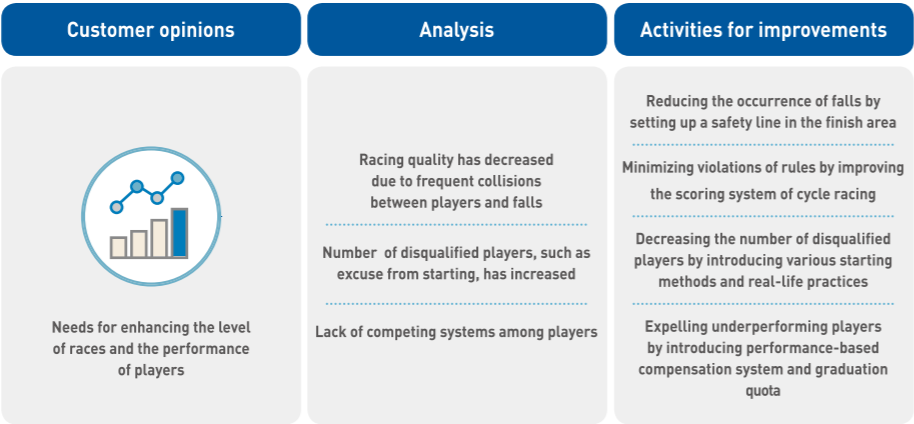 Customer opinions
Analysis
Activities for improvements
Needs for enhancing the level
of races and the performance
of players
Racing quality has decreased
due to frequent collisions
between players and falls
Number of disqualified players, such as
excuse from starting, has increased
Lack of competing systems among players
Reducing the occurrence of falls by
setting up a safety line in the finish area
Minimizing violations of rules by improving
the scoring system of cycle racing
Decreasing the number of disqualified
players by introducing various starting
methods and real-life practices
Expelling underperforming players
by introducing performance-based
compensation system and graduation
quota